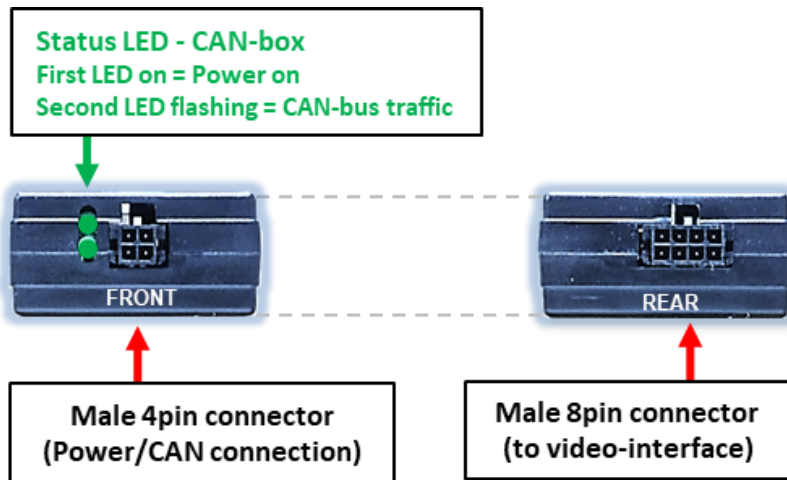 Status LED - CAN-box
First LED on = Power on
Second LED flashing = CAN-bus traffic
FRONT
REAR
Male 4pin connector
(Power/CAN connection)
Male 8pin connector
(to video-interface)